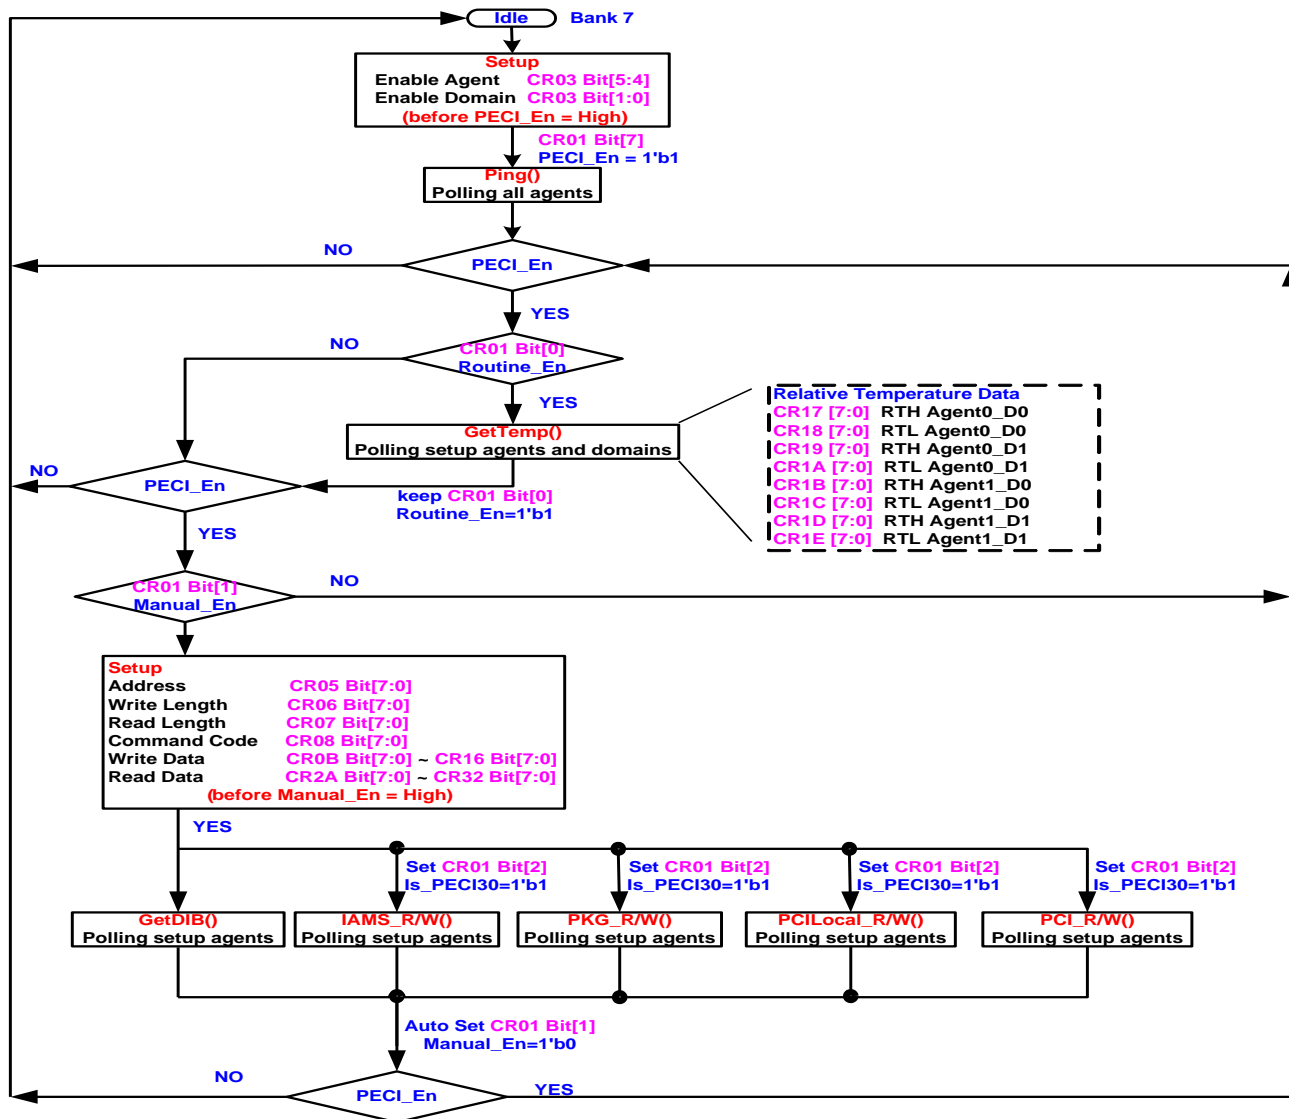 Idle Bank 7
Setup
Enable Agent CR03 Bit[5:4]
Enable Domain CR03 Bit[1:0]
(before PECI_En = High)
CR01 Bit[7]
PECI_En = 1'b1
Ping()
Polling all agents
NO
PECI_En
YES
NO
CR01 Bit[0]
Routine_En
YES
GetTemp()
Polling setup agents and domains
Relative Temperature Data
CR17 [7:0] RTH Agent0_D0
CR18 [7:0] RTL Agent0_D0
CR19 [7:0] RTH Agent0_D1
CR1A [7:0] RTL Agent0_D1
CR1B [7:0] RTH Agent1_D0
CR1C [7:0] RTL Agent1_D0
CR1D [7:0] RTH Agent1_D1
CR1E [7:0] RTL Agent1_D1
NO
PECI_En
keep CR01 Bit[0]
Routine_En=1'b1
YES
CR01 Bit[1]
Manual_En
NO
Setup
Address CR05 Bit[7:0]
Write Length CR06 Bit[7:0]
Read Length CR07 Bit[7:0]
Command Code CR08 Bit[7:0]
Write Data CR0B Bit[7:0] ~ CR16 Bit[7:0]
Read Data CR2A Bit[7:0] ~ CR32 Bit[7:0]
(before Manual_En = High)
YES
Set CR01 Bit[2]
Is_PECI30=1'b1
Set CR01 Bit[2]
Is_PECI30=1'b1
Set CR01 Bit[2]
Is_PECI30=1'b1
Set CR01 Bit[2]
Is_PECI30=1'b1
GetDIB()
Polling setup agents
IAMS_R/W()
Polling setup agents
PKG_R/W()
Polling setup agents
PCILocal_R/W()
Polling setup agents
PCI_R/W()
Polling setup agents
Auto Set CR01 Bit[1]
Manual_En=1'b0
NO
PECI_En
YES